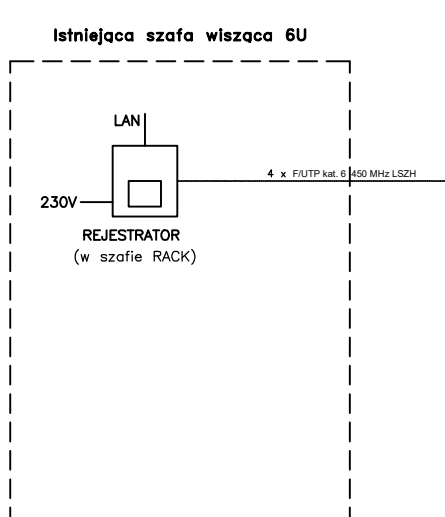 Istniejąca szafa wisząca 6U
LAN
4 x F/UTP kat. 6 450 MHz LSZH
230V
REJESTRATOR
(w szafie RACK)